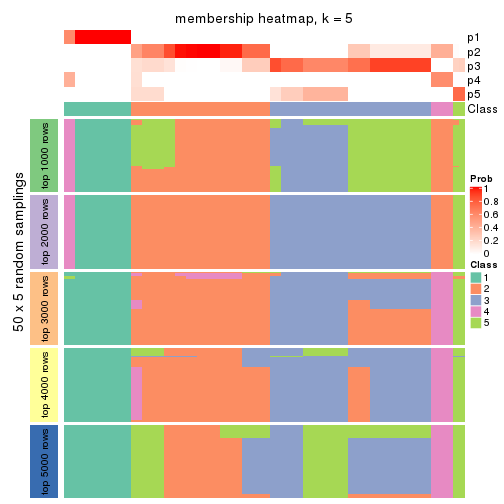 membership heatmap, k = 5
p1
p2
p3
p4
p5
Class
50 x 5 random samplings
top 1000 rows
top 2000 rows
top 3000 rows
top 4000 rows
top 5000 rows
Prob
1
0.8
0.6
0.4
0.2
0
Class
1
2
3
4
5